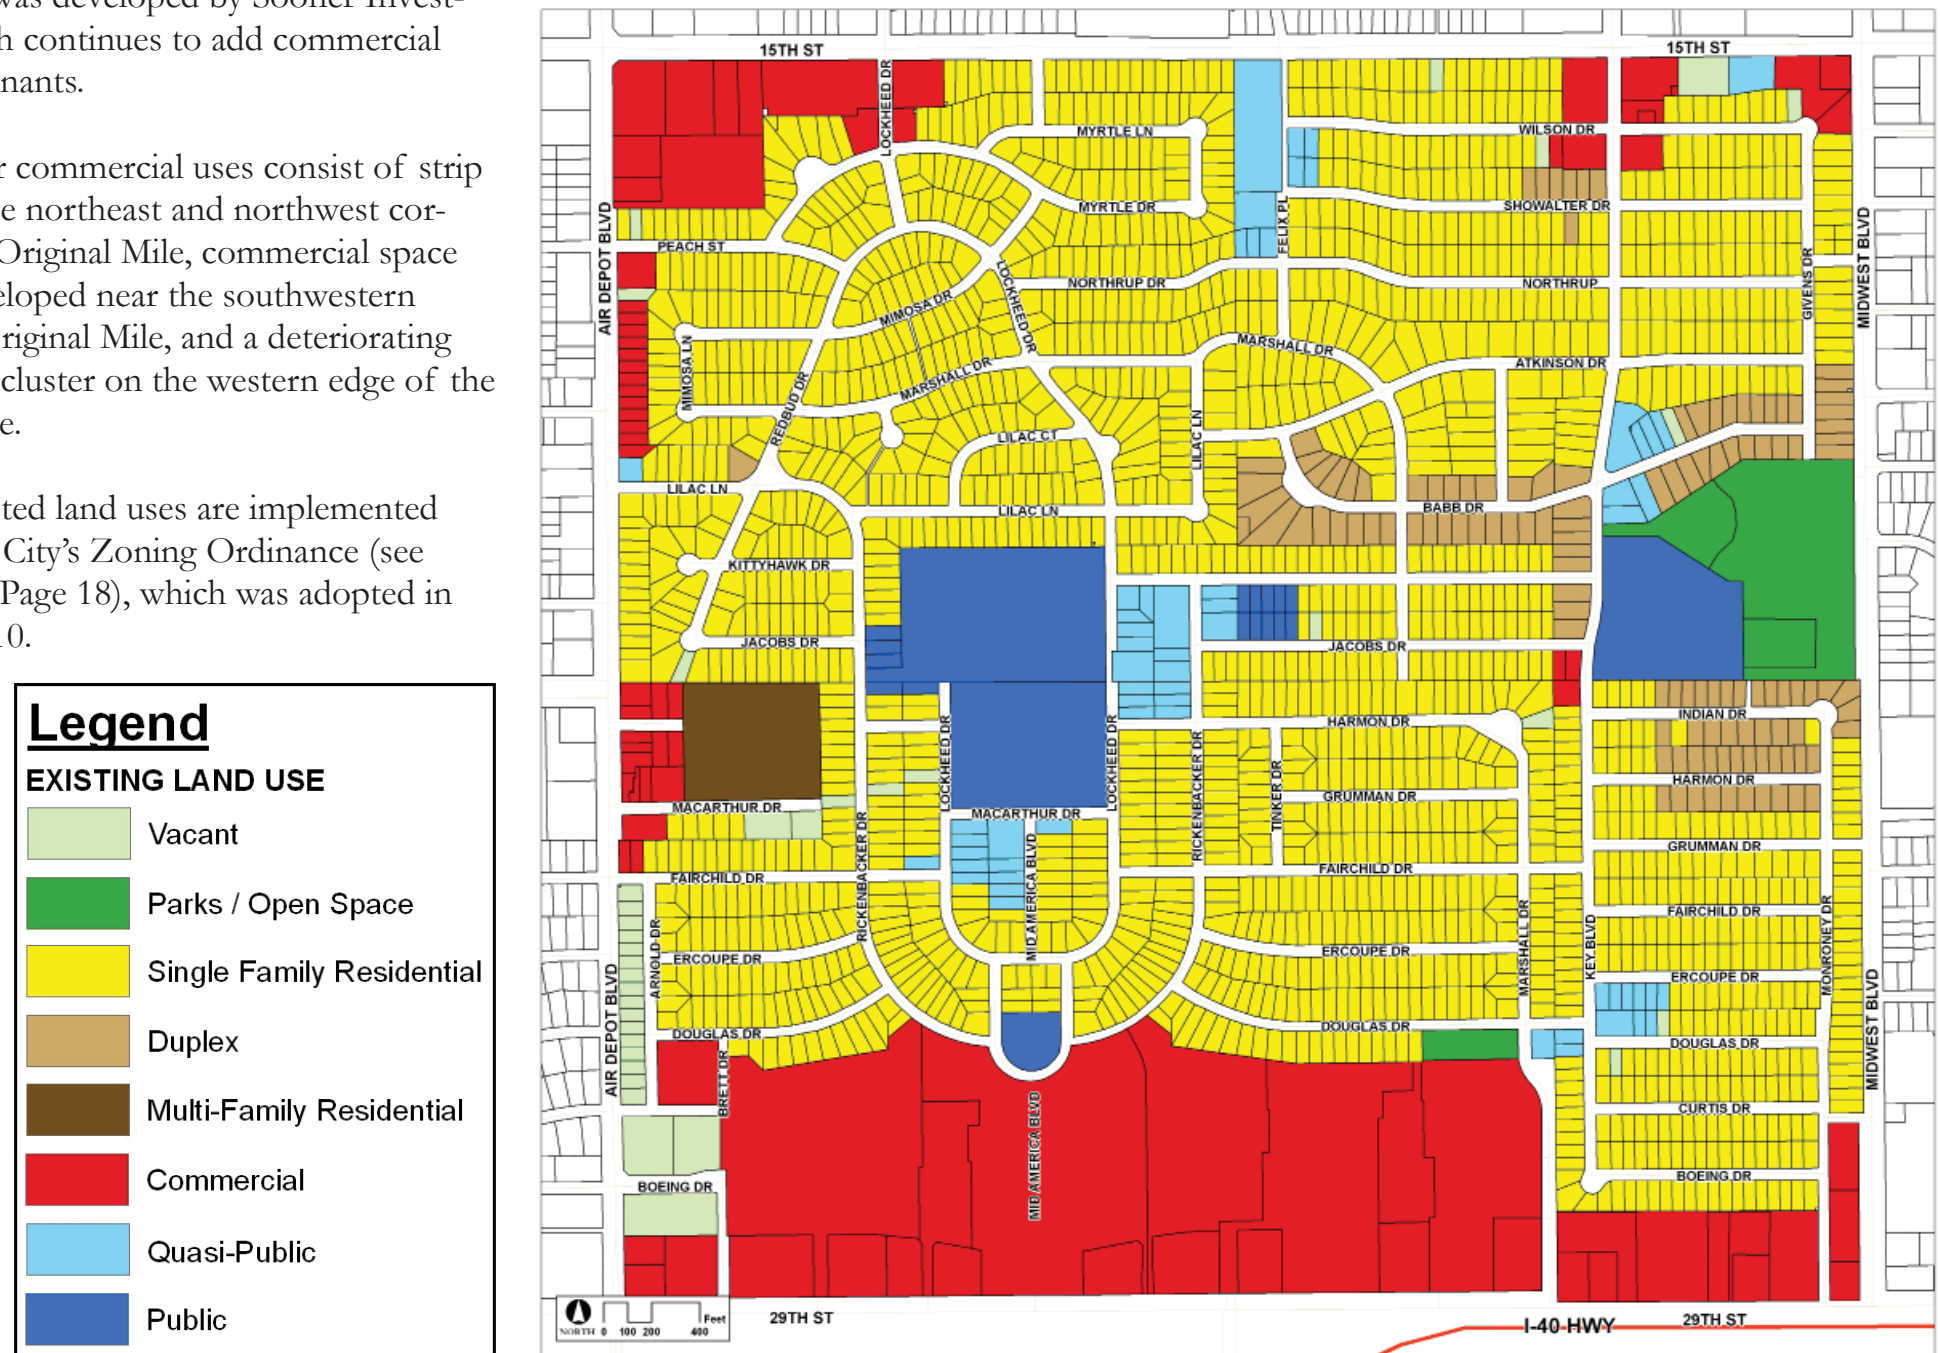 was developed by Sooner Invest-
h continues to add commercial
nants.
r commercial uses consist of strip
e northeast and northwest cor-
Original Mile, commercial space
eloped near the southwestern
riginal Mile, and a deteriorating
cluster on the western edge of the
e.
ted land uses are implemented
City’s Zoning Ordinance (see
Page 18), which was adopted in
10.
Legend
EXISTING LAND USE
Vacant
Parks / Open Space
Single Family Residential
Duplex
Multi-Family Residential
Commercial
Quasi-Public
Public
15TH ST
15TH ST
LOCKHEED DR
MYRTLE LN
WILSON DR
MYRTLE DR
SHOWALTER DR
FELIX PL
AIR DEPOT BLVD
MIDWEST BLVD
PEACH ST
GIVENS DR
LOCKHEED DR
NORTHRUP DR
NORTHRUP
MIMOSA DR
MIMOSA LN
MARSHALL DR
MARSHALL DR
ATKINSON DR
REDBUD DR
LILAC CT
LILAC LN
LILAC LN
LILAC LN
BABB DR
KITTYHAWK DR
JACOBS DR
JACOBS DR
HARMON DR
INDIAN DR
LOCKHEED DR
LOCKHEED DR
RICKENBACKER DR
TINKER DR
HARMON DR
GRUMMAN DR
MACARTHUR DR
MACARTHUR DR
RICKENBACKER DR
MID AMERICA BLVD
GRUMMAN DR
FAIRCHILD DR
FAIRCHILD DR
FAIRCHILD DR
ARNOLD DR
MARSHALL DR
KEY BLVD
MONRONEY DR
ERCOUPE DR
ERCOUPE DR
ERCOUPE DR
AIR DEPOT BLVD
MIDWEST BLVD
DOUGLAS DR
DOUGLAS DR
DOUGLAS DR
BRETT DR
CURTIS DR
MID AMERICA BLVD
BOEING DR
BOEING DR
NORTH
0 100 200 400
Feet
29TH ST
I-40 HWY
29TH ST